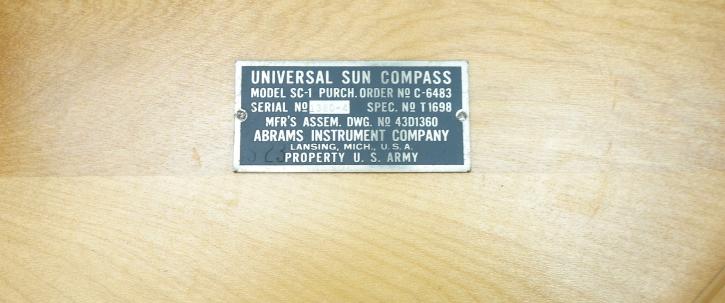 UNIVERSAL SUN COMPASS
MODEL SC-1 PURCH. ORDER Nº C-6483
SERIAL Nº SPEC. Nº T1698
MFR'S ASSEM. DWG. Nº 43D1360
ABRAMS INSTRUMENT COMPANY
LANSING, MICH., U.S.A.
PROPERTY U.S. ARMY